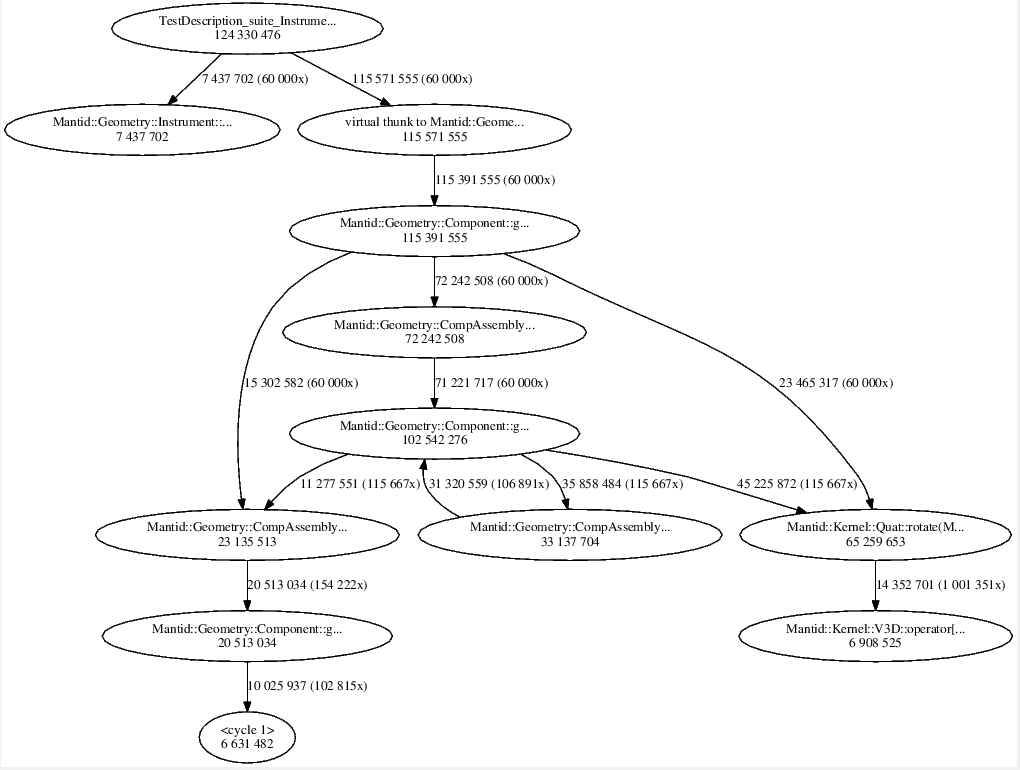 TestDescription_suite_Instrume...
124 330 476
7 437 702 (60 000x)
115 571 555 (60 000x)
Mantid::Geometry::Instrument::...
7 437 702
virtual thunk to Mantid::Geome...
115 571 555
115 391 555 (60 000x)
Mantid::Geometry::Component::g...
115 391 555
72 242 508 (60 000x)
Mantid::Geometry::CompAssembly...
72 242 508
15 302 582 (60 000x)
71 221 717 (60 000x)
23 465 317 (60 000x)
Mantid::Geometry::Component::g...
102 542 276
11 277 551 (115 667x)
31 320 559 (106 891x)
35 858 484 (115 667x)
45 225 872 (115 667x)
Mantid::Geometry::CompAssembly...
23 135 513
Mantid::Geometry::CompAssembly...
33 137 704
Mantid::Kernel::Quat::rotate(M...
65 259 653
20 513 034 (154 222x)
14 352 701 (1 001 351x)
Mantid::Geometry::Component::g...
20 513 034
Mantid::Kernel::V3D::operator[...
6 908 525
10 025 937 (102 815x)
<cycle 1>
6 631 482